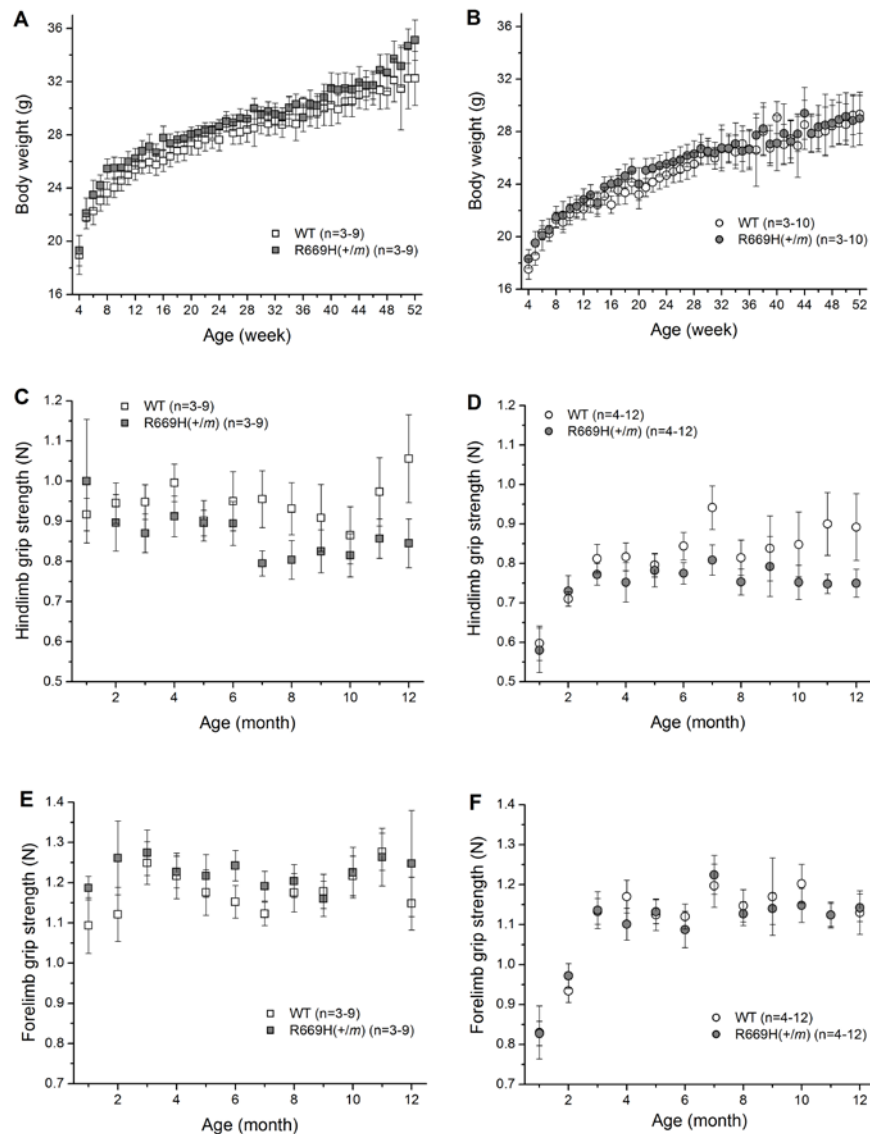 A
Body weight (g)
36
32
28
24
20
16
WT (n=3-9)
R669H(+/m) (n=3-9)
4 8 12 16 20 24 28 32 36 40 44 48 52
Age (week)
B
Body weight (g)
36
32
28
24
20
16
WT (n=3-10)
R669H(+/m) (n=3-10)
4 8 12 16 20 24 28 32 36 40 44 48 52
Age (week)
C
Hindlimb grip strength (N)
1.2
1.1
1.0
0.9
0.8
0.7
0.6
0.5
WT (n=3-9)
R669H(+/m) (n=3-9)
2 4 6 8 10 12
Age (month)
D
Hindlimb grip strength (N)
1.2
1.1
1.0
0.9
0.8
0.7
0.6
0.5
WT (n=4-12)
R669H(+/m) (n=4-12)
2 4 6 8 10 12
Age (month)
E
Forelimb grip strength (N)
1.4
1.3
1.2
1.1
1.0
0.9
0.8
0.7
WT (n=3-9)
R669H(+/m) (n=3-9)
2 4 6 8 10 12
Age (month)
F
Forelimb grip strength (N)
1.4
1.3
1.2
1.1
1.0
0.9
0.8
0.7
WT (n=4-12)
R669H(+/m) (n=4-12)
2 4 6 8 10 12
Age (month)